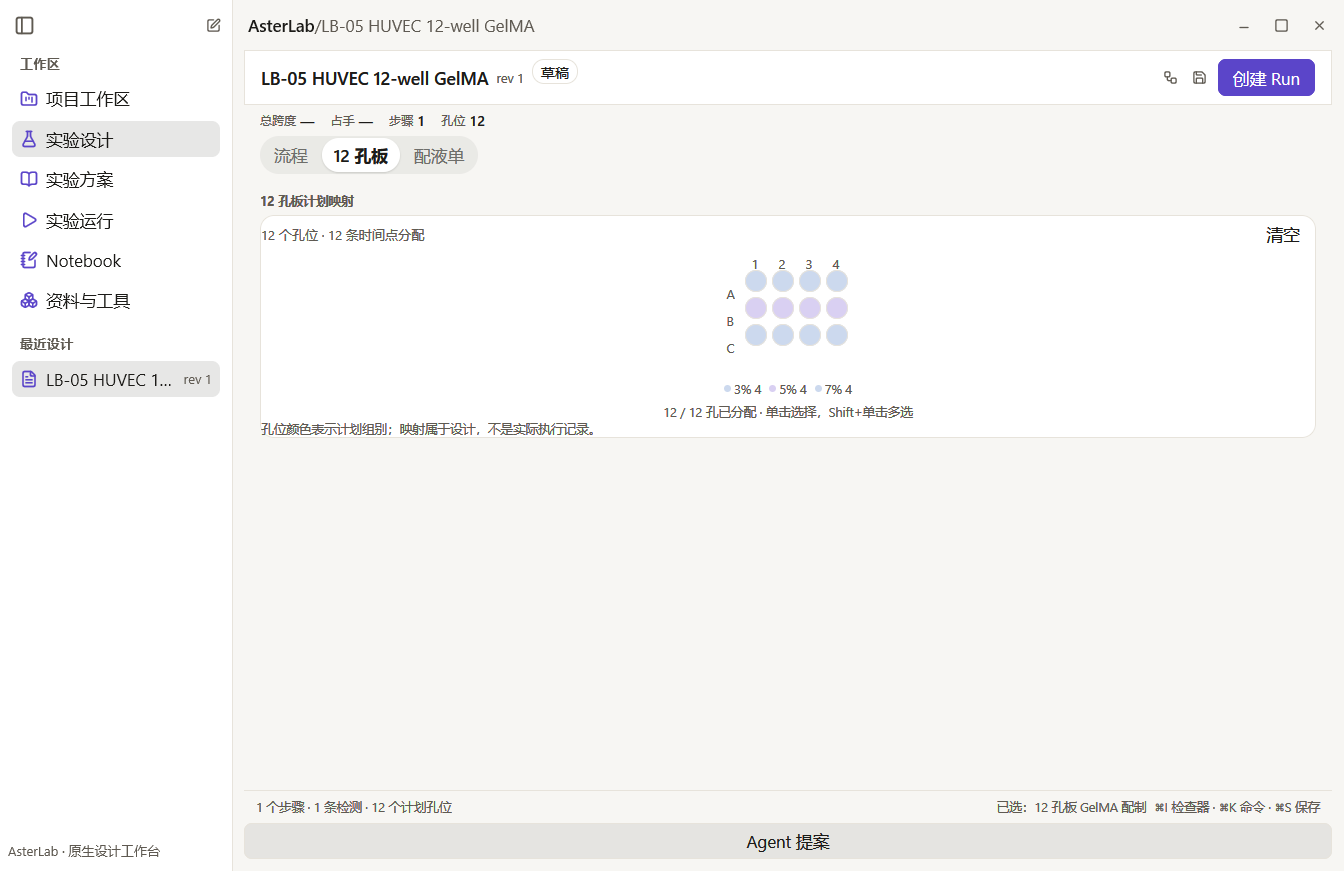 AsterLab/LB-05 HUVEC 12-well GelMA
工作区
项目工作区
实验设计
实验方案
实验运行
Notebook
资料与工具
最近设计
LB-05 HUVEC 1... rev 1
AsterLab · 原生设计工作台
LB-05 HUVEC 12-well GelMA rev 1 草稿
创建 Run
总跨度 — 占手 — 步骤 1 孔位 12
流程 12 孔板 配液单
12 孔板计划映射
12 个孔位 · 12 条时间点分配 清空
1 2 3 4
A
B
C
3% 4 5% 4 7% 4
12 / 12 孔已分配 · 单击选择，Shift+单击多选
孔位颜色表示计划组别；映射属于设计，不是实际执行记录。
1 个步骤 · 1 条检测 · 12 个计划孔位
已选：12 孔板 GelMA 配制 ⌘I 检查器 · ⌘K 命令 · ⌘S 保存
Agent 提案